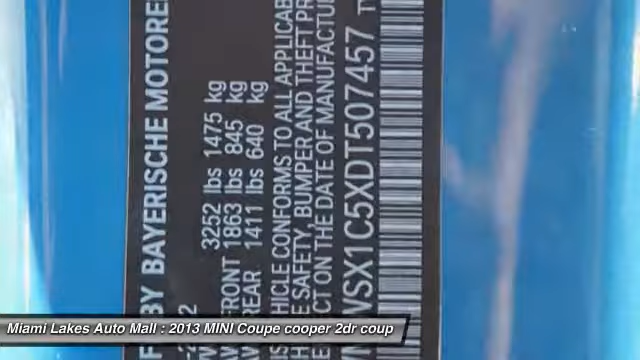 F BY BAYERISCHE MOTORE
3252 lbs 1475 kg
FRONT 1863 lbs 845 kg
REAR 1411 lbs 640 kg
HICLE CONFORMS TO ALL APPLICAB
SAFETY, BUMPER AND THEFT PR
CT ON THE DATE OF MANUFACTU
WSX1C5XDT507457
Miami Lakes Auto Mall : 2013 MINI Coupe cooper 2dr coup